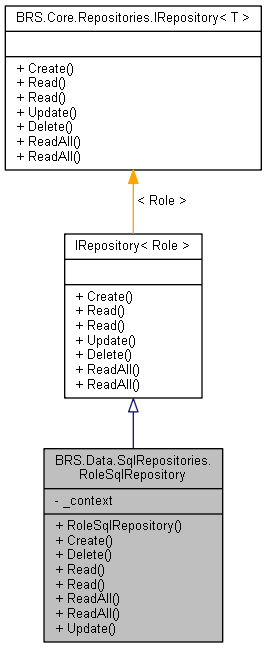 BRS.Core.Repositories.IRepository< T >
+ Create()
+ Read()
+ Read()
+ Update()
+ Delete()
+ ReadAll()
+ ReadAll()
< Role >
IRepository< Role >
+ Create()
+ Read()
+ Read()
+ Update()
+ Delete()
+ ReadAll()
+ ReadAll()
BRS.Data.SqlRepositories.
RoleSqlRepository
- _context
+ RoleSqlRepository()
+ Create()
+ Delete()
+ Read()
+ Read()
+ ReadAll()
+ ReadAll()
+ Update()